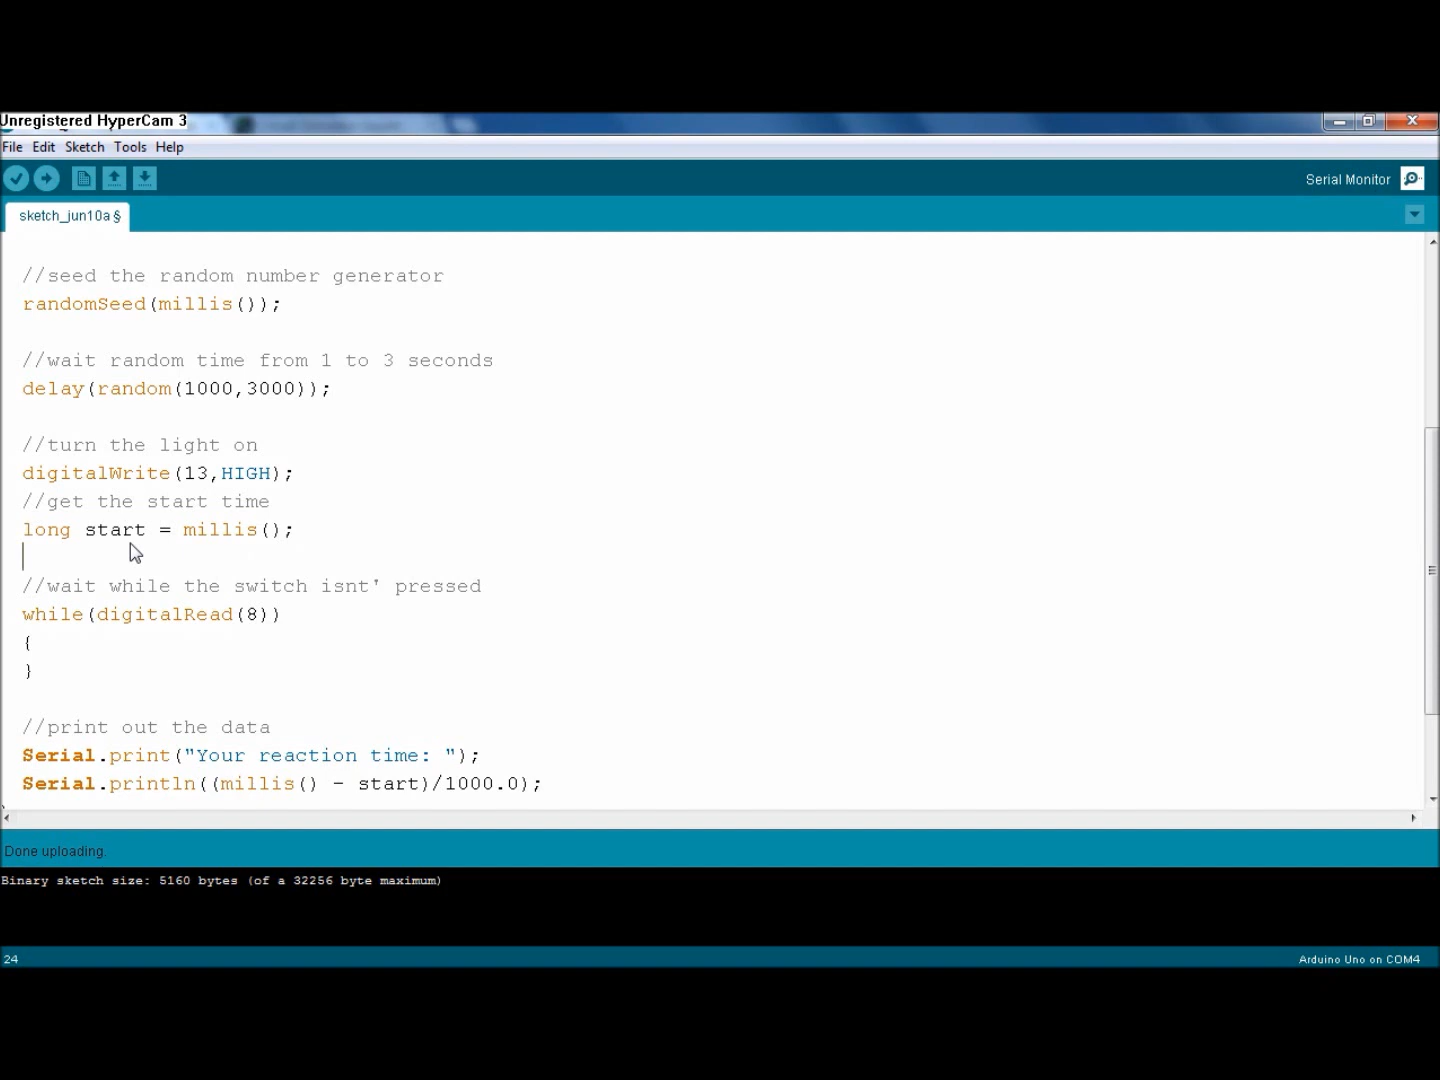 Unregistered HyperCam 3
File Edit Sketch Tools Help
Serial Monitor
sketch_jun10a §
//seed the random number generator
randomSeed(millis());
//wait random time from 1 to 3 seconds
delay(random(1000,3000));
//turn the light on
digitalWrite(13,HIGH);
//get the start time
long start = millis();
//wait while the switch isnt' pressed
while(digitalRead(8))
{
}
//print out the data
Serial.print("Your reaction time: ");
Serial.println((millis() - start)/1000.0);
Done uploading.
Binary sketch size: 5160 bytes (of a 32256 byte maximum)
24
Arduino Uno on COM4